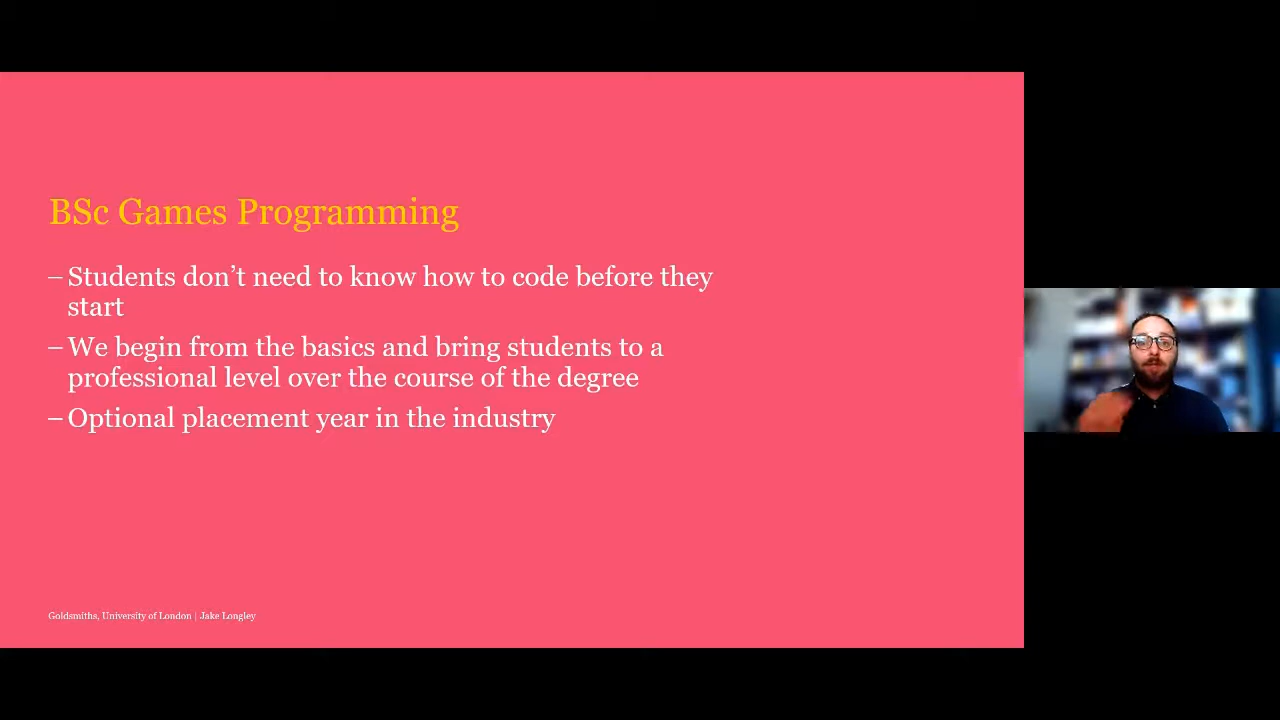 BSc Games Programming
– Students don’t need to know how to code before they
start
– We begin from the basics and bring students to a
professional level over the course of the degree
– Optional placement year in the industry
Goldsmiths, University of London | Jake Longley